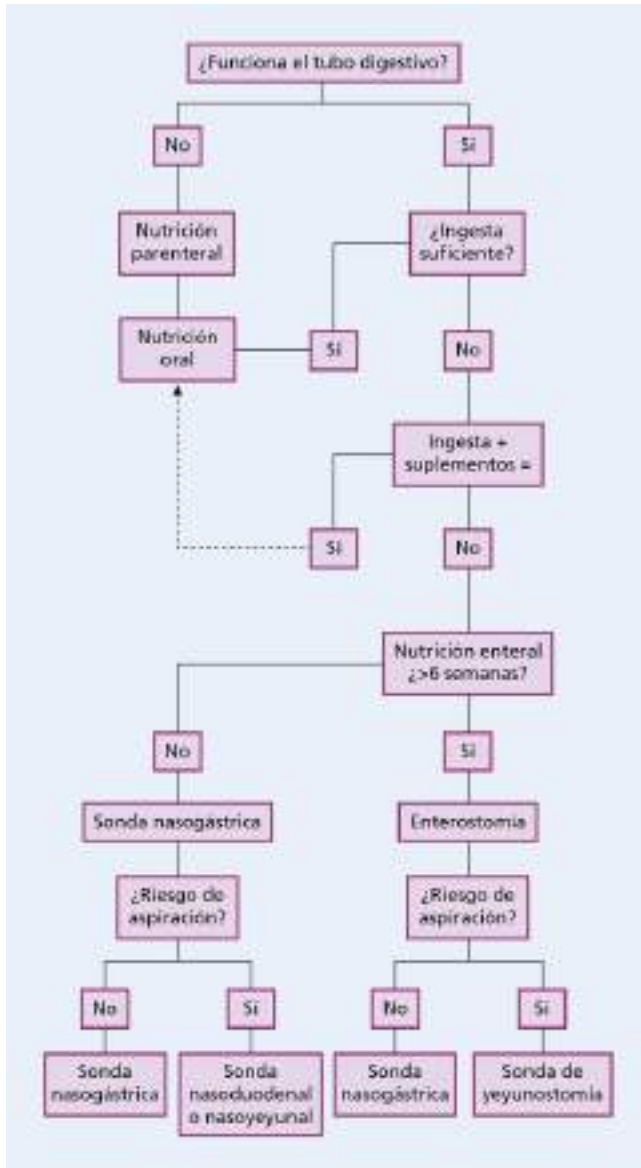 ¿Funciona el tubo digestivo?
No
Si
Nutrición
parenteral
¿Ingesta
suficiente?
Nutrición
oral
Si
No
Ingesta +
suplementos =
Si
No
Nutrición enteral
¿>6 semanas?
No
Si
Sonda nasogástrica
Enterostomia
¿Riesgo de
aspiración?
¿Riesgo de
aspiración?
No
Si
No
Si
Sonda
nasogástrica
Sonda
nasoduodenal
o nasoyeyunal
Sonda
nasogástrica
Sonda de
yeyunostomia